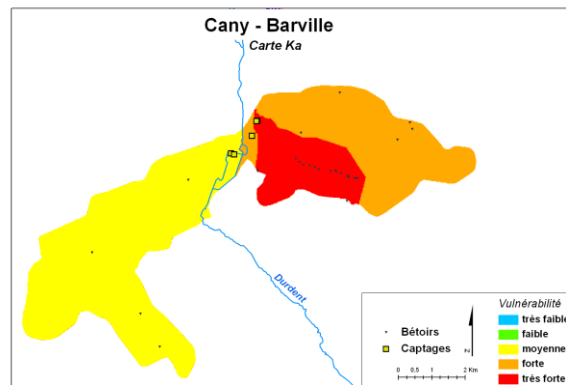 Cany - Barville
Carte Ka
Durdent
Bétoirs
Captages
N
0 0.5 1 2 Km
Vulnérabilité
très faible
faible
moyenne
forte
très forte